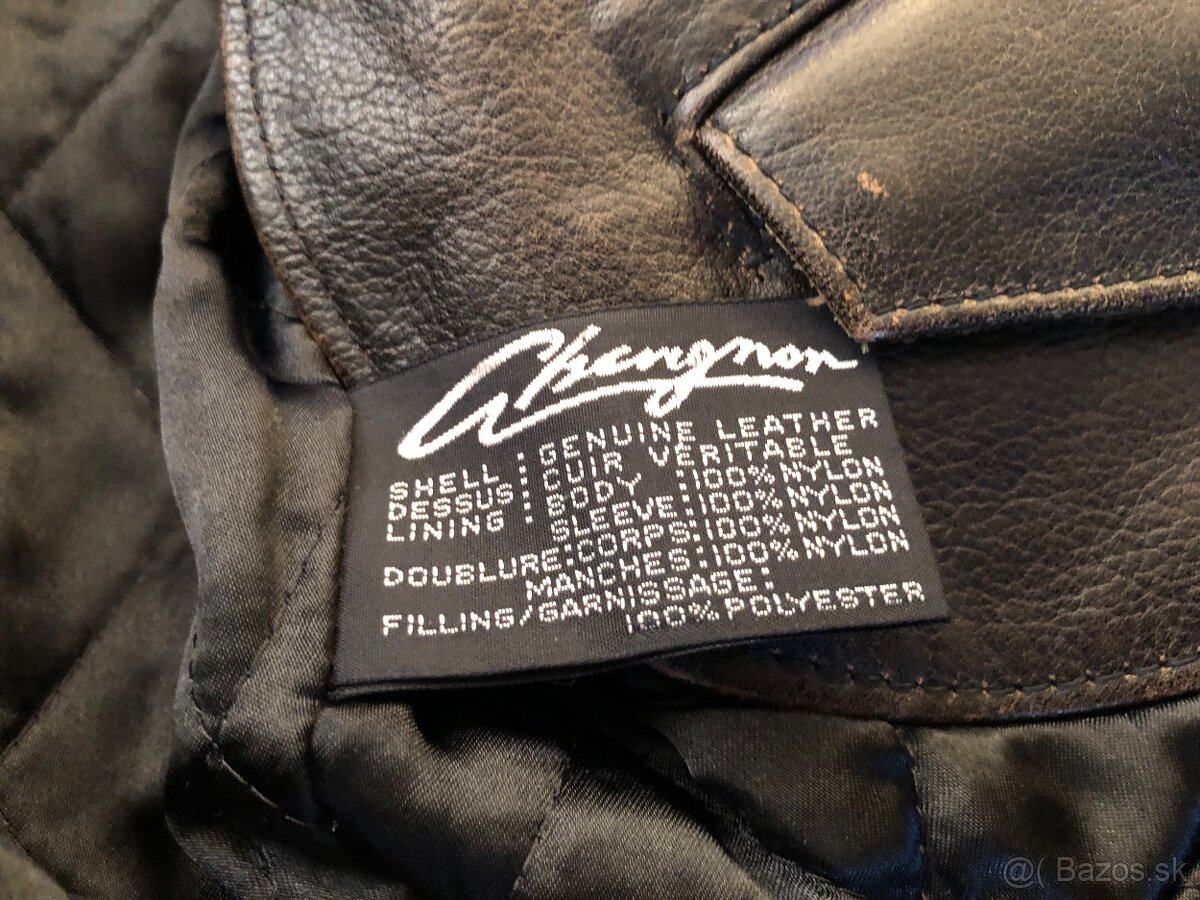 Chengnon
SHELL : GENUINE LEATHER
DESSUS: CUIR VERITABLE
LINING : BODY :100% NYLON
SLEEVE:100% NYLON
DOUBLURE:CORPS:100% NYLON
MANCHES:100% NYLON
FILLING/GARNISSAGE:
100% POLYESTER
@( Bazos.sk